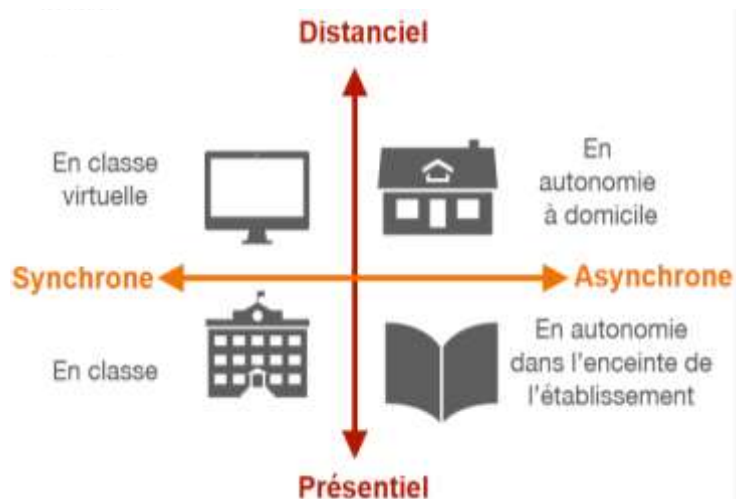 Distanciel
En classe
virtuelle
En
autonomie
à domicile
Synchrone
Asynchrone
En classe
En autonomie
dans l'enceinte de
l'établissement
Présentiel